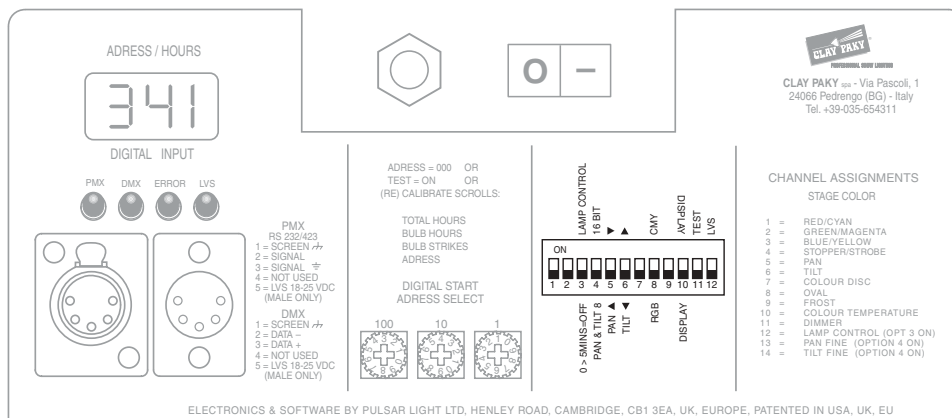 ADRESS / HOURS
341
DIGITAL INPUT
PMX DMX ERROR LVS
PMX
RS 232/423
1 = SCREEN
2 = SIGNAL
3 = SIGNAL
4 = NOT USED
5 = LVS 18-25 VDC
(MALE ONLY)
DMX
1 = SCREEN
2 = DATA –
3 = DATA +
4 = NOT USED
5 = LVS 18-25 VDC
(MALE ONLY)
O –
ADRESS = 000 OR
TEST = ON OR
(RE) CALIBRATE SCROLLS:
TOTAL HOURS
BULB HOURS
BULB STRIKES
ADRESS
DIGITAL START
ADRESS SELECT
100 10 1
LAMP CONTROL
16 BIT
▼
▲
CMY
DISPLAY
TEST
LVS
ON
1 2 3 4 5 6 7 8 9 10 11 12
0 > 5MINS=OFF
PAN & TILT 8
PAN ▲
TILT ▼
RGB
DISPLAY
CLAY PAKY
PROFESSIONAL SHOW LIGHTING
CLAY PAKY spa - Via Pascoli, 1
24066 Pedrengo (BG) - Italy
Tel. +39-035-654311
CHANNEL ASSIGNMENTS
STAGE COLOR
1 = RED/CYAN
2 = GREEN/MAGENTA
3 = BLUE/YELLOW
4 = STOPPER/STROBE
5 = PAN
6 = TILT
7 = COLOUR DISC
8 = OVAL
9 = FROST
10 = COLOUR TEMPERATURE
11 = DIMMER
12 = LAMP CONTROL (OPT 3 ON)
13 = PAN FINE (OPTION 4 ON)
14 = TILT FINE (OPTION 4 ON)
ELECTRONICS & SOFTWARE BY PULSAR LIGHT LTD, HENLEY ROAD, CAMBRIDGE, CB1 3EA, UK, EUROPE, PATENTED IN USA, UK, EU